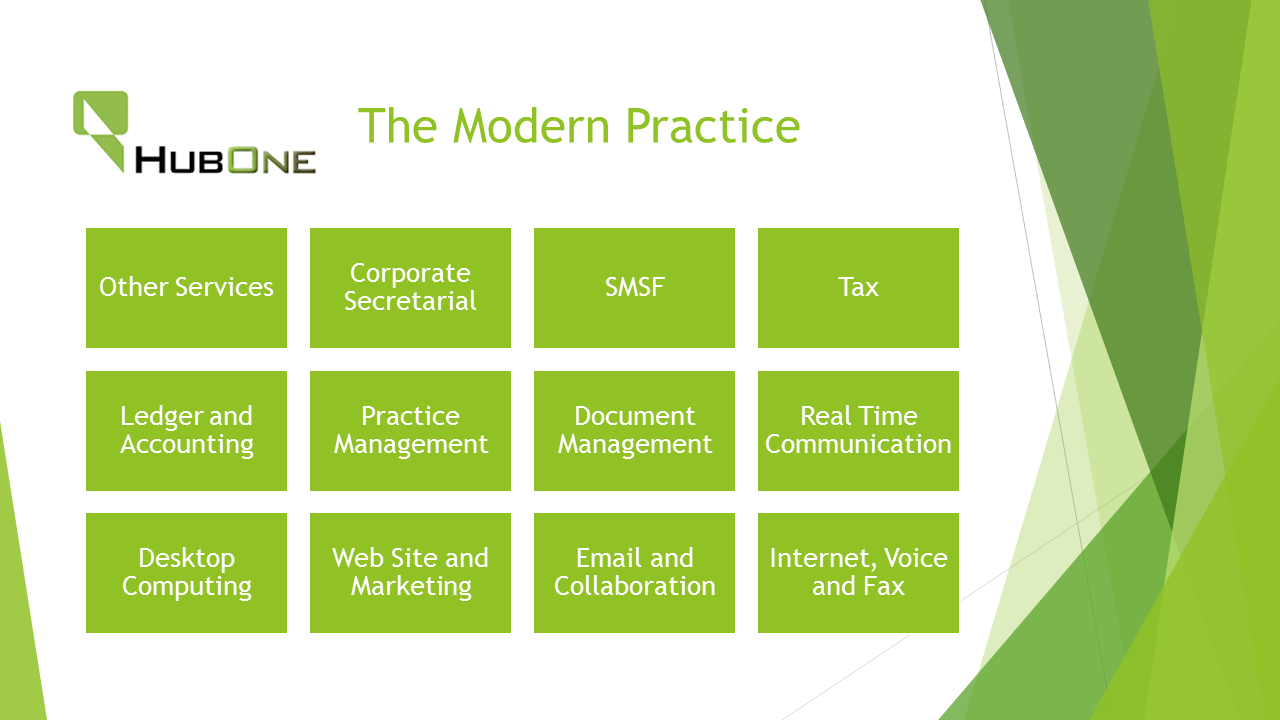 HUBONE
The Modern Practice
Other Services
Corporate
Secretarial
SMSF
Tax
Ledger and
Accounting
Practice
Management
Document
Management
Real Time
Communication
Desktop
Computing
Web Site and
Marketing
Email and
Collaboration
Internet, Voice
and Fax